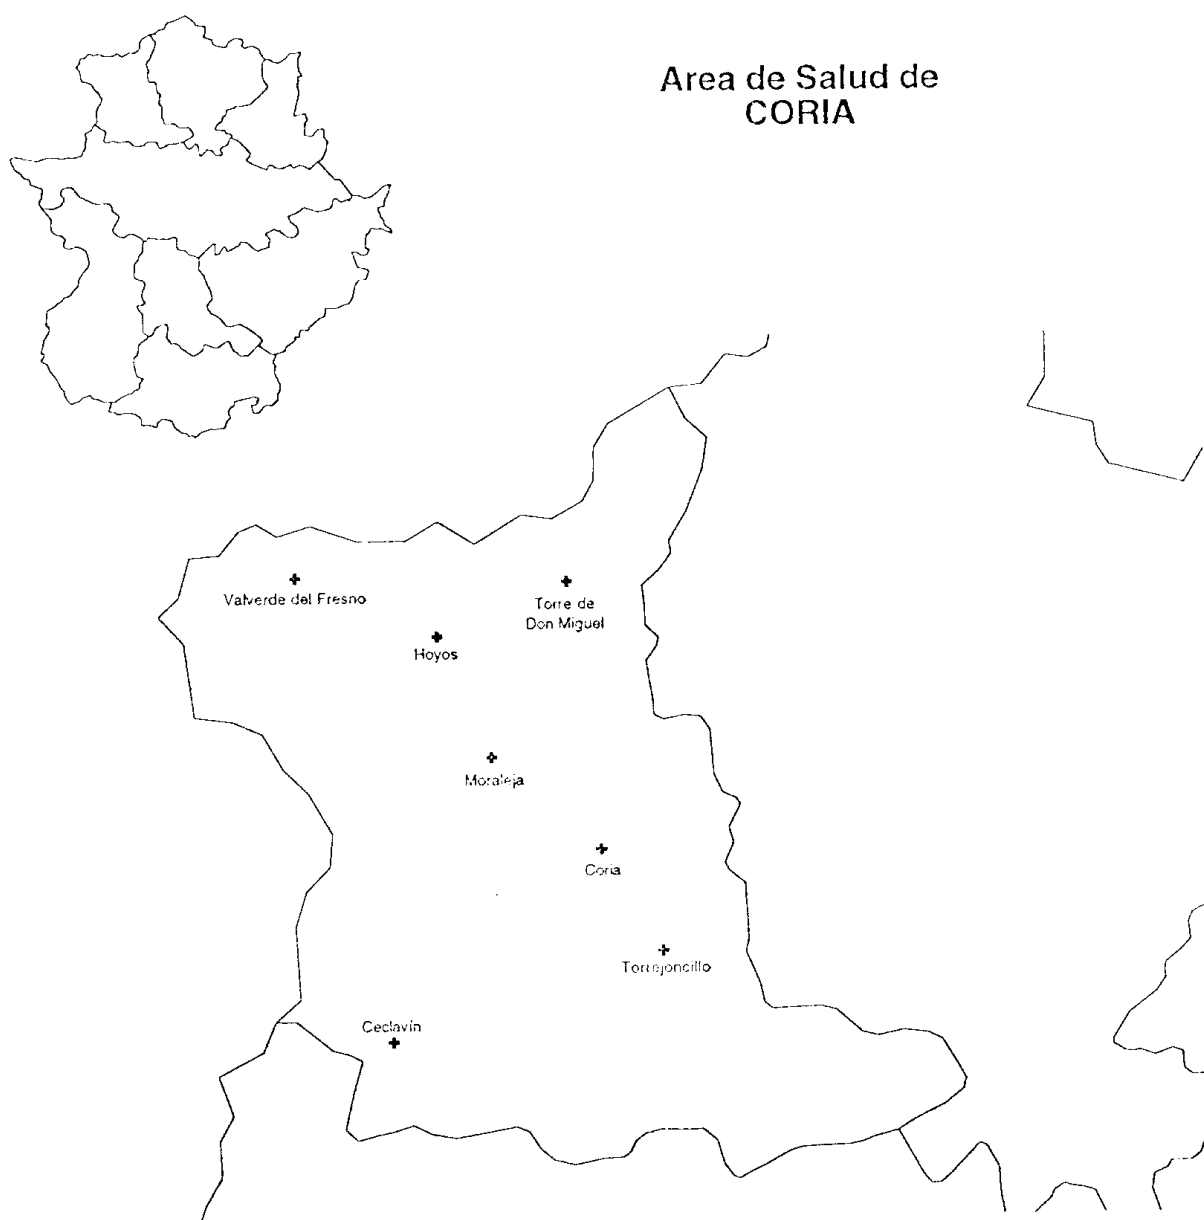 Area de Salud de
CORIA
Valverde del Fresno
Torre de
Don Miguel
Hoyos
Moraleja
Coria
Torrejoncillo
Ceclavín